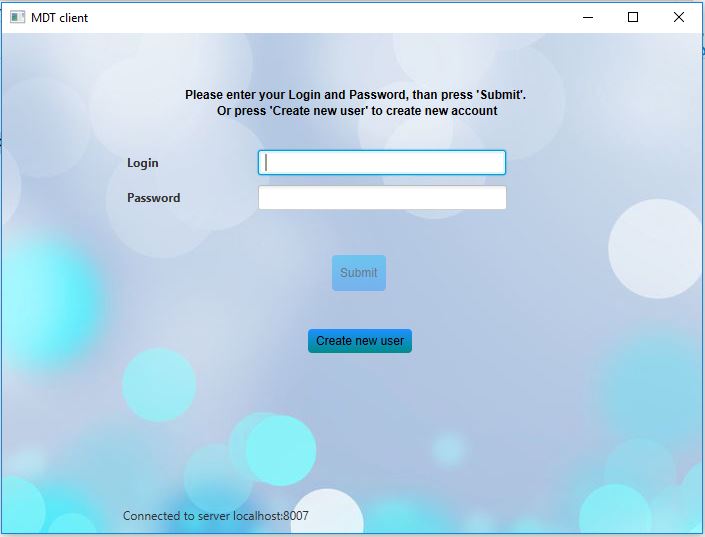 MDT client
Please enter your Login and Password, than press 'Submit'.
Or press 'Create new user' to create new account
Login
Password
Submit
Create new user
Connected to server localhost:8007